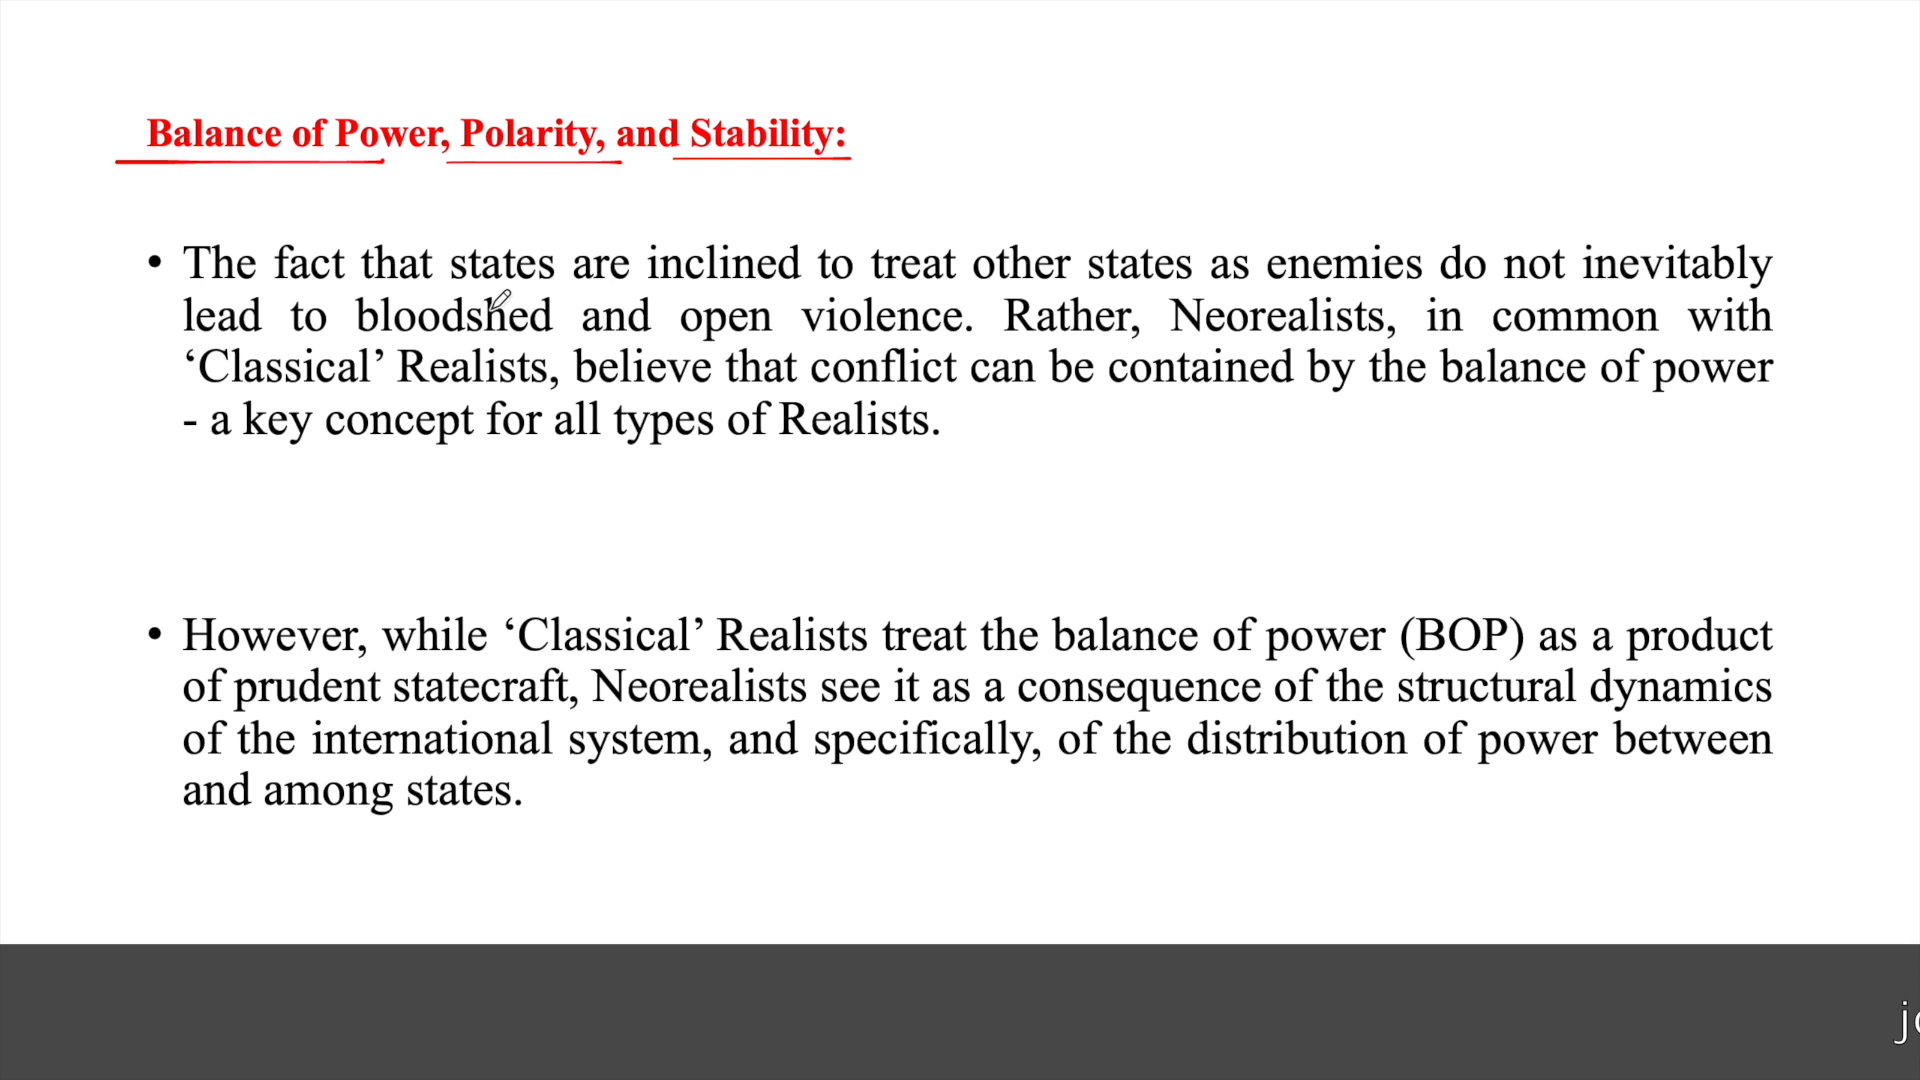 Balance of Power, Polarity, and Stability:
• The fact that states are inclined to treat other states as enemies do not inevitably
lead to bloodshed and open violence. Rather, Neorealists, in common with
‘Classical’ Realists, believe that conflict can be contained by the balance of power
- a key concept for all types of Realists.
• However, while ‘Classical’ Realists treat the balance of power (BOP) as a product
of prudent statecraft, Neorealists see it as a consequence of the structural dynamics
of the international system, and specifically, of the distribution of power between
and among states.